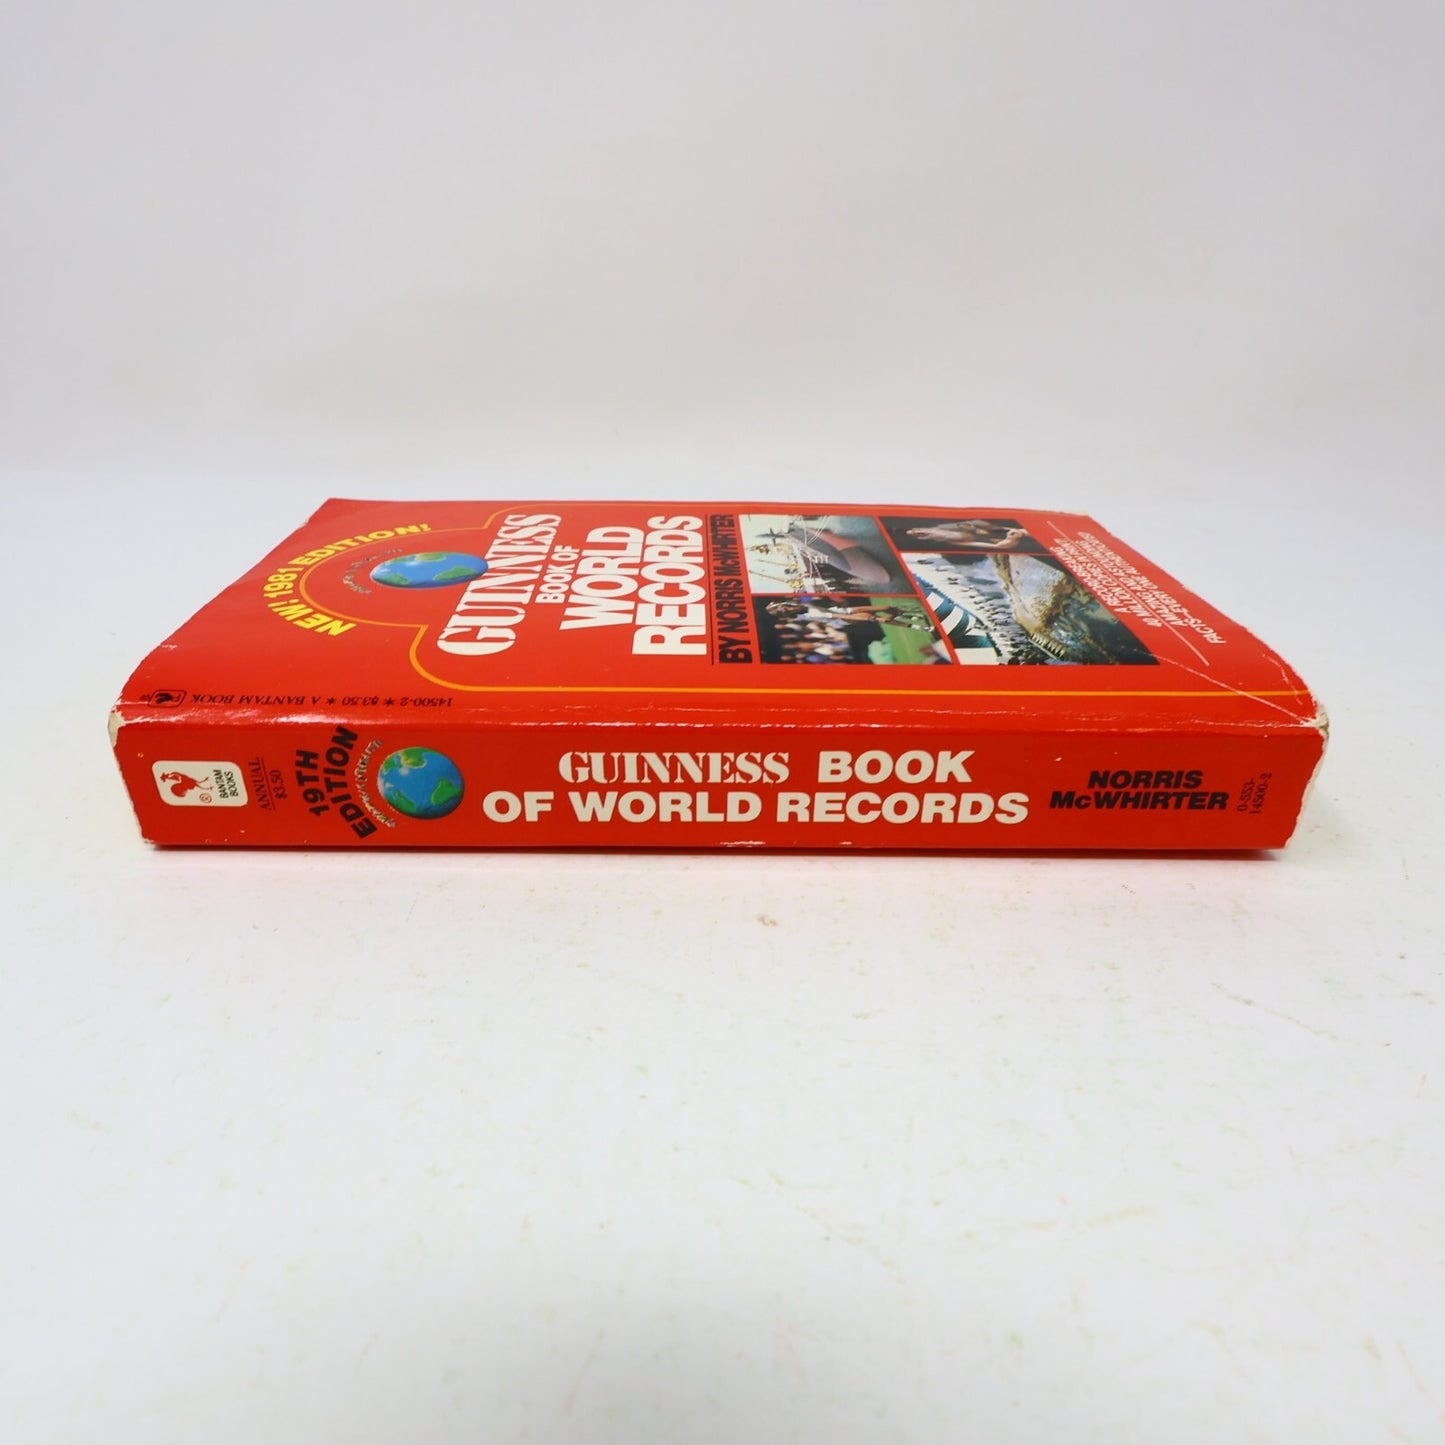 NEW! 1981 EDITION!
GUINNESS
BOOK OF
WORLD
RECORDS
BY NORRIS McWHIRTER
14500-2 * $3.50 * A BANTAM BOOK
BANTAM
BOOKS
ANNUAL
$3.50
19TH
EDITION
GUINNESS BOOK
OF WORLD RECORDS
NORRIS
McWHIRTER
0-553-
14500-2